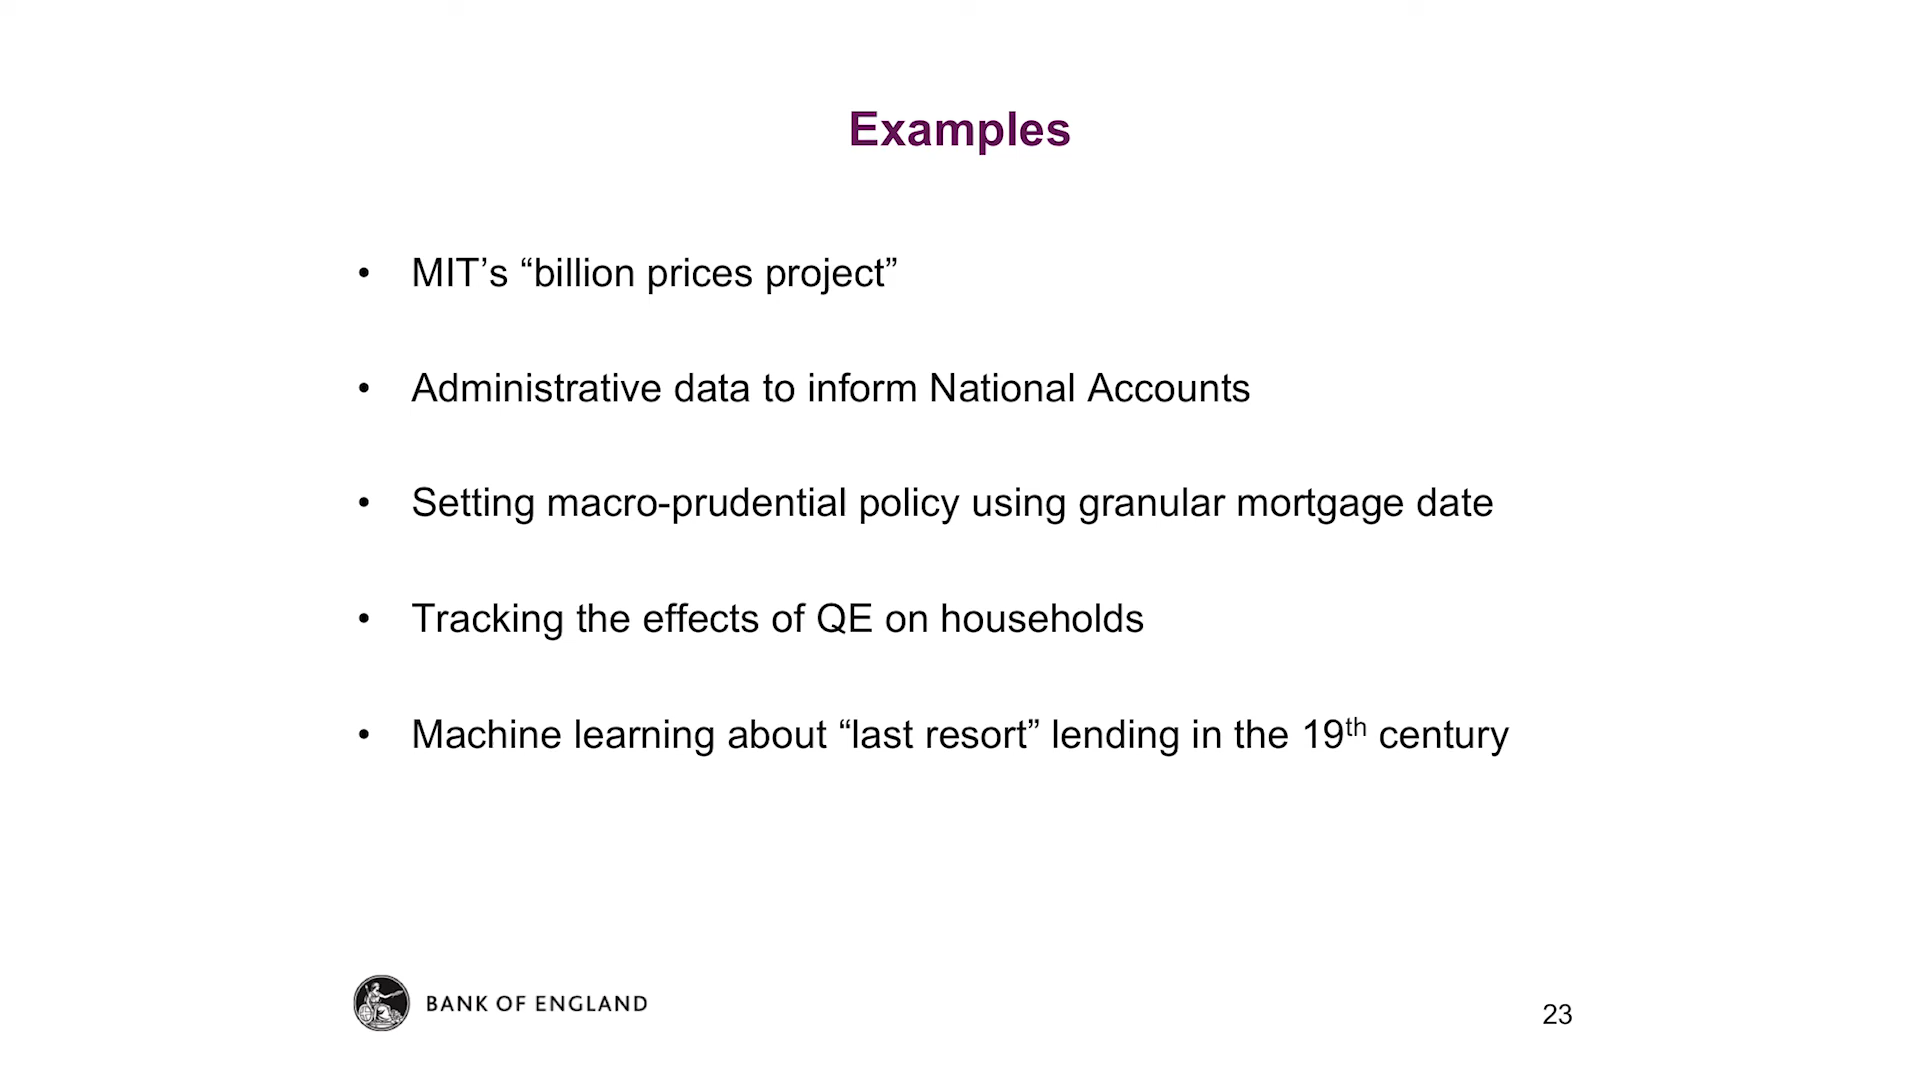 Examples
• MIT’s “billion prices project”
• Administrative data to inform National Accounts
• Setting macro-prudential policy using granular mortgage date
• Tracking the effects of QE on households
• Machine learning about “last resort” lending in the 19th century
BANK OF ENGLAND
23